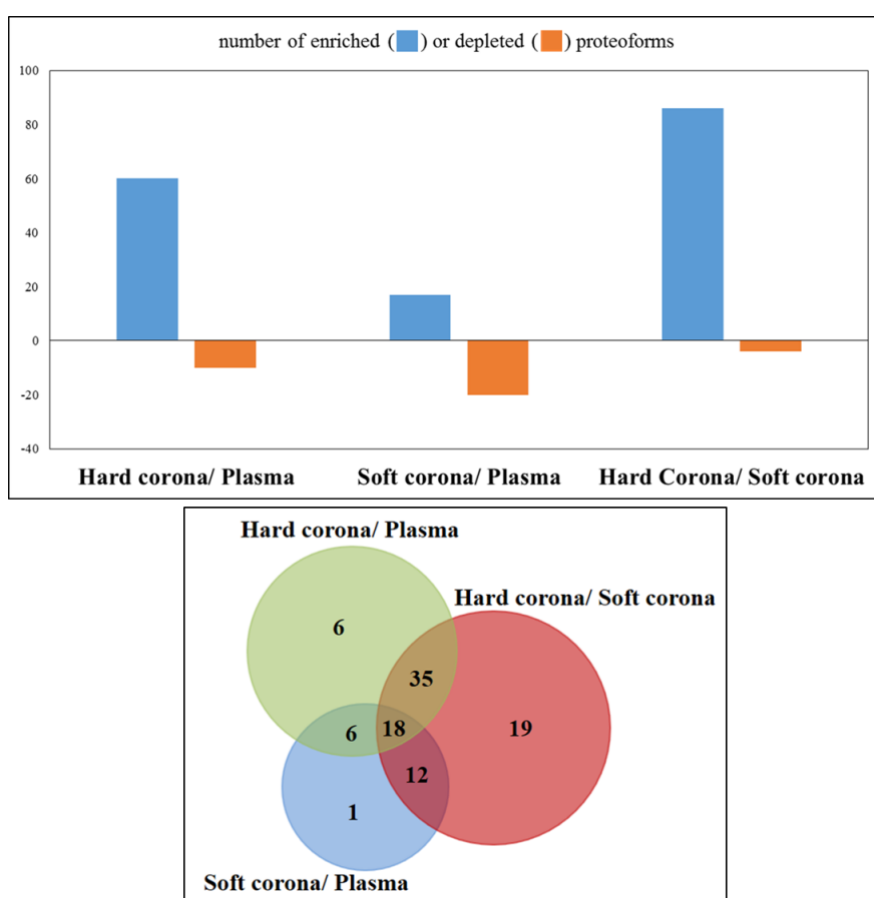 number of enriched ( ) or depleted ( ) proteoforms
100
80
60
40
20
0
-20
-40
Hard corona/ Plasma
Soft corona/ Plasma
Hard Corona/ Soft corona
Hard corona/ Plasma
Hard corona/ Soft corona
6
35
6
18
19
12
1
Soft corona/ Plasma